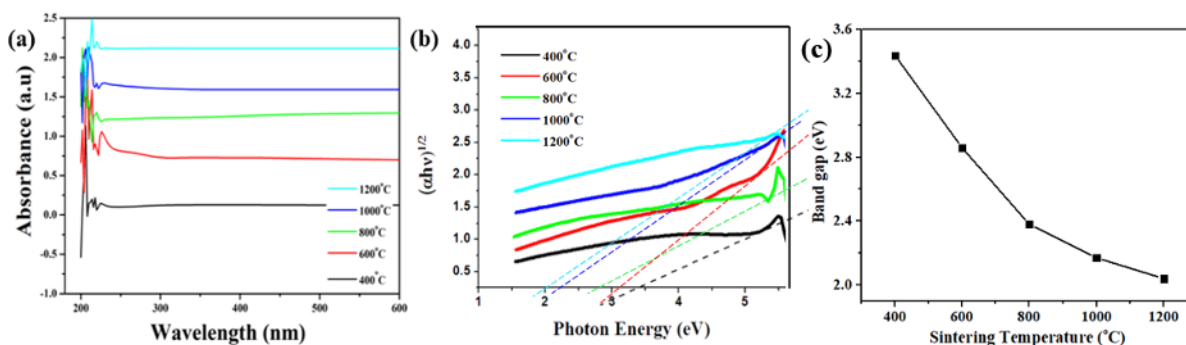 (a)
Absorbance (a.u)
2.5
2.0
1.5
1.0
0.5
0.0
-0.5
-1.0
1200°C
1000°C
800°C
600°C
400°C
200 250 300 350 400 450 500 550 600
Wavelength (nm)
(b)
(αhν)^1/2
4.0
3.5
3.0
2.5
2.0
1.5
1.0
0.5
400°C
600°C
800°C
1000°C
1200°C
1 2 3 4 5
Photon Energy (eV)
(c)
Band gap (eV)
3.6
3.2
2.8
2.4
2.0
400 600 800 1000 1200
Sintering Temperature (°C)